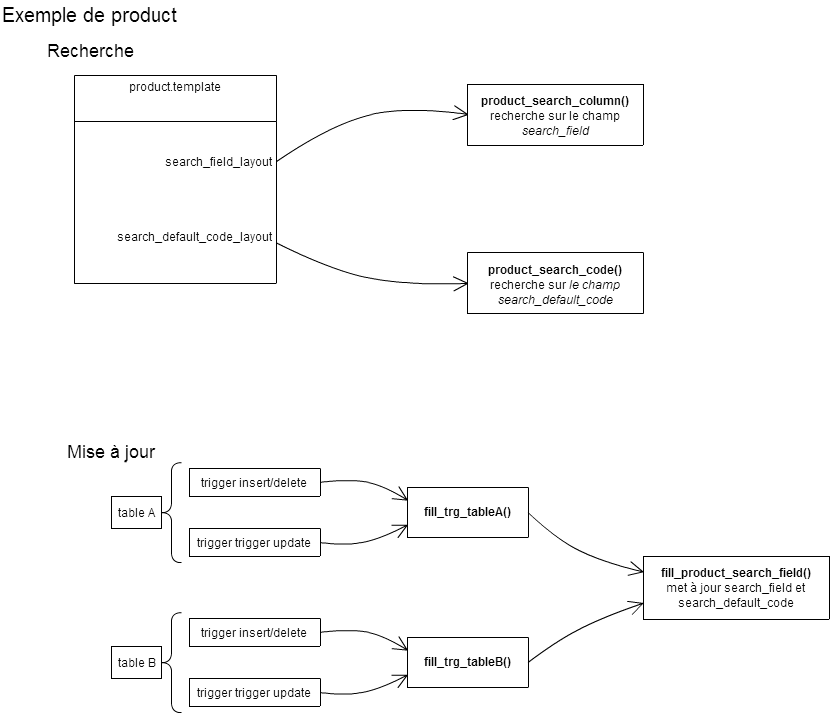 Exemple de product
Recherche
product.template
search_field_layout
search_default_code_layout
product_search_column()
recherche sur le champ
search_field
product_search_code()
recherche sur le champ
search_default_code
Mise à jour
table A
trigger insert/delete
trigger trigger update
fill_trg_tableA()
fill_product_search_field()
met à jour search_field et
search_default_code
table B
trigger insert/delete
trigger trigger update
fill_trg_tableB()